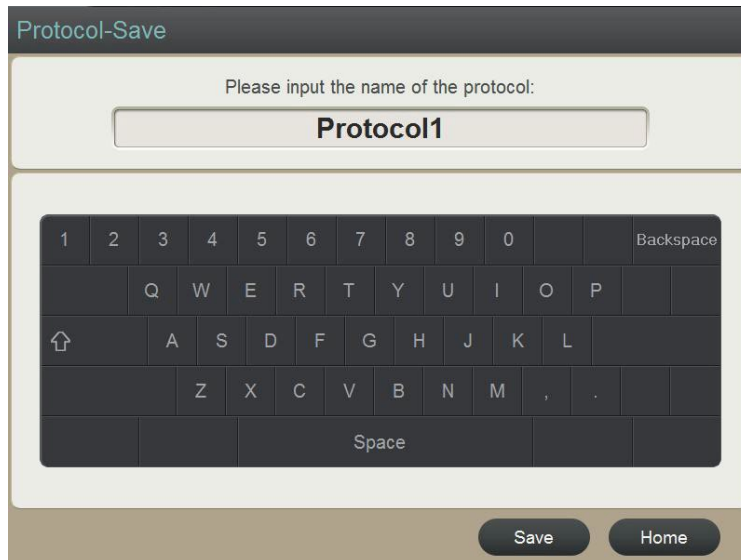 Protocol-Save
Please input the name of the protocol:
Protocol1
1 2 3 4 5 6 7 8 9 0 Backspace
Q W E R T Y U I O P
A S D F G H J K L
Z X C V B N M , .
Space
Save Home